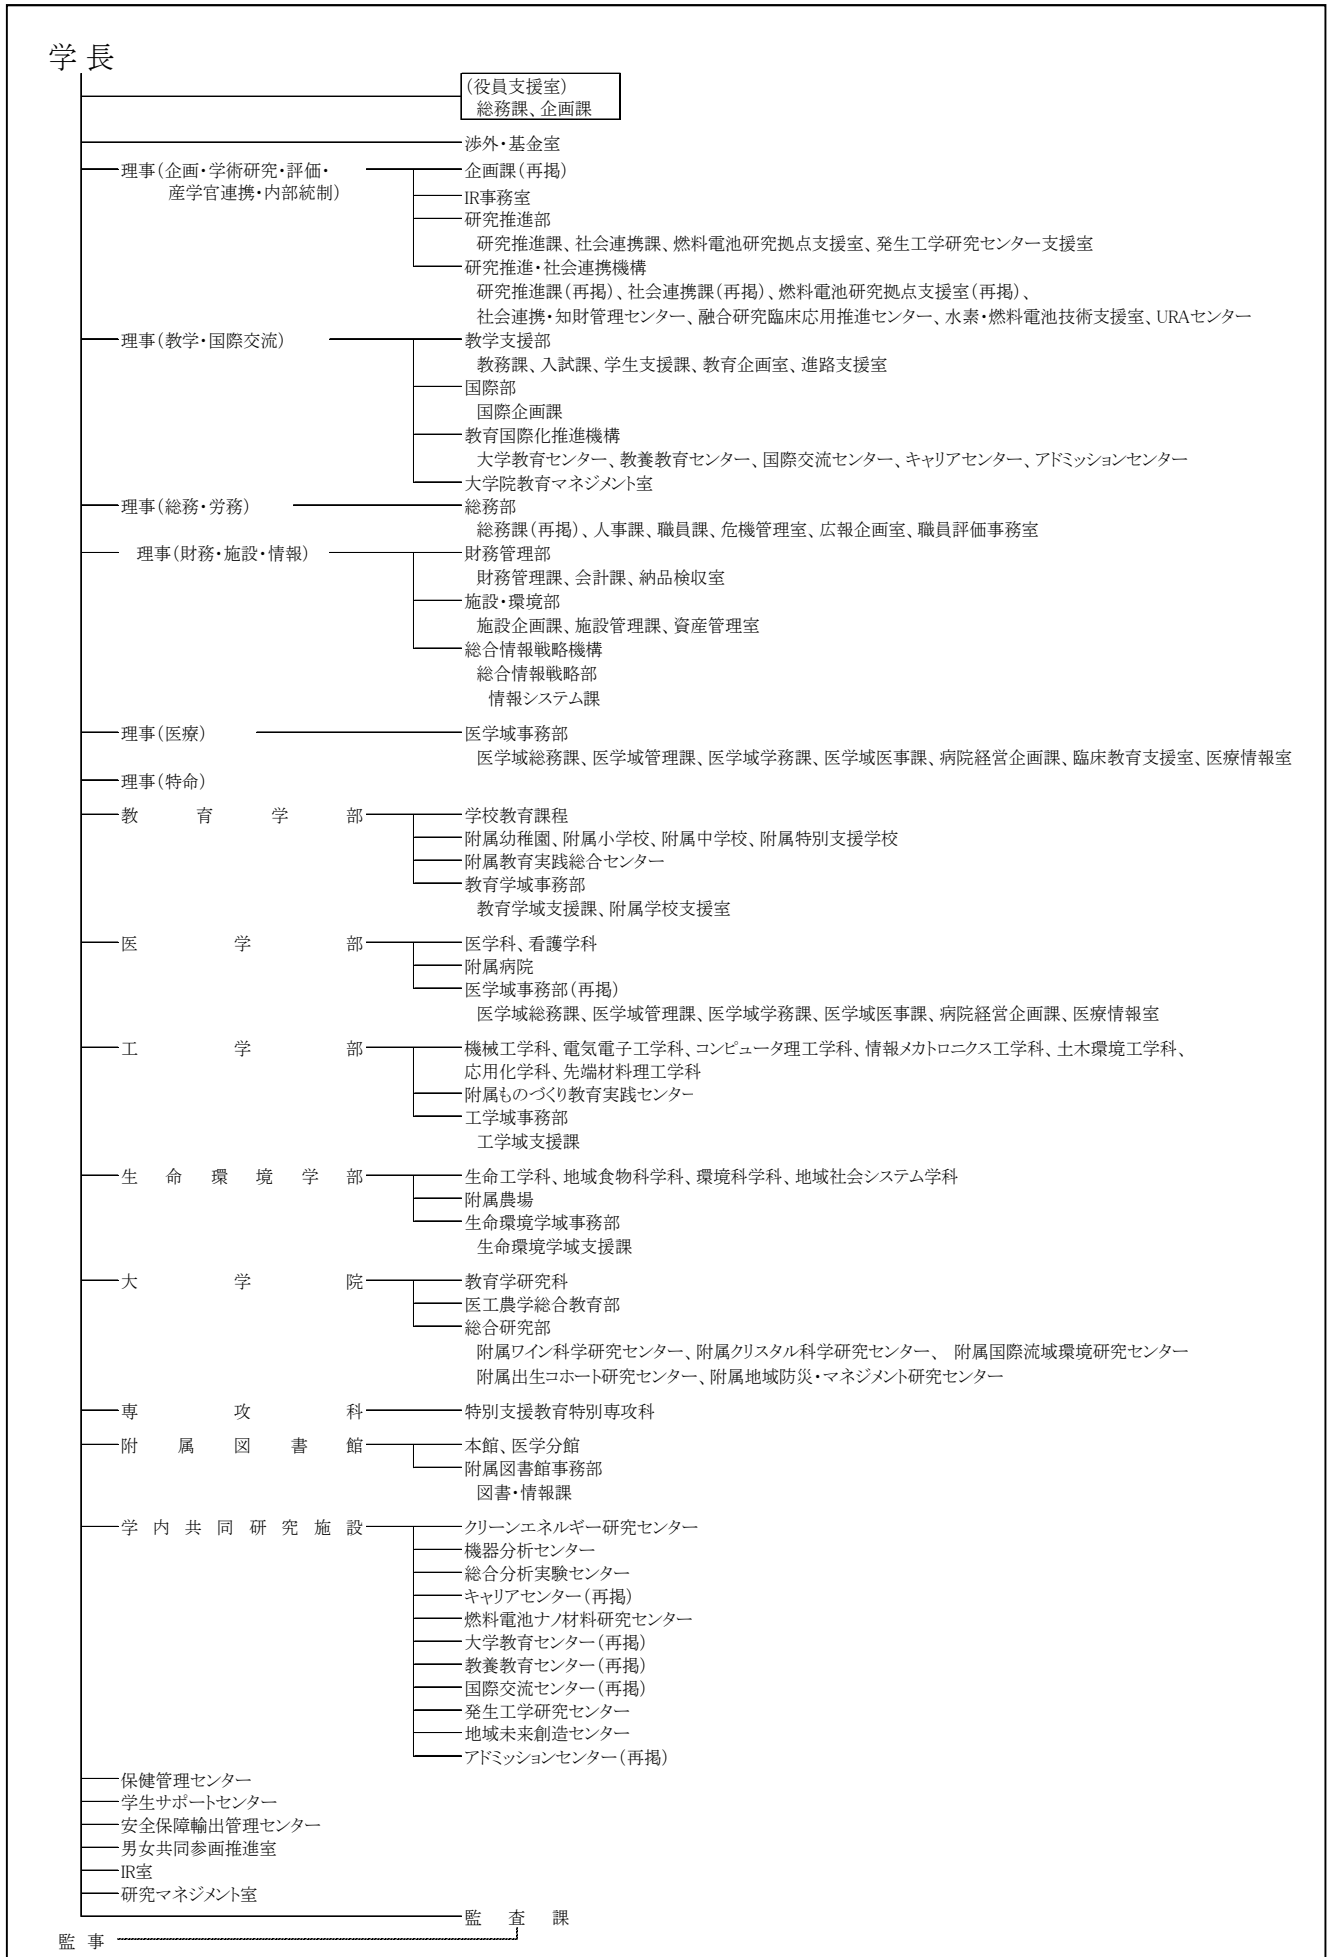 学長
(役員支援室)
総務課、企画課
渉外・基金室
理事(企画・学術研究・評価・ 企画課(再掲)
産学官連携・内部統制)
IR事務室
研究推進部
研究推進課、社会連携課、燃料電池研究拠点支援室、発生工学研究センター支援室
研究推進・社会連携機構
研究推進課(再掲)、社会連携課(再掲)、燃料電池研究拠点支援室(再掲)、
社会連携・知財管理センター、融合研究臨床応用推進センター、水素・燃料電池技術支援室、URAセンター
理事(教学・国際交流) 教学支援部
教務課、入試課、学生支援課、教育企画室、進路支援室
国際部
国際企画課
教育国際化推進機構
大学教育センター、教養教育センター、国際交流センター、キャリアセンター、アドミッションセンター
大学院教育マネジメント室
理事(総務・労務) 総務部
総務課(再掲)、人事課、職員課、危機管理室、広報企画室、職員評価事務室
理事(財務・施設・情報) 財務管理部
財務管理課、会計課、納品検収室
施設・環境部
施設企画課、施設管理課、資産管理室
総合情報戦略機構
総合情報戦略部
情報システム課
理事(医療) 医学域事務部
医学域総務課、医学域管理課、医学域学務課、医学域医事課、病院経営企画課、臨床教育支援室、医療情報室
理事(特命)
教育学部 学校教育課程
附属幼稚園、附属小学校、附属中学校、附属特別支援学校
附属教育実践総合センター
教育学域事務部
教育学域支援課、附属学校支援室
医学部 医学科、看護学科
附属病院
医学域事務部(再掲)
医学域総務課、医学域管理課、医学域学務課、医学域医事課、病院経営企画課、医療情報室
工学部 機械工学科、電気電子工学科、コンピュータ理工学科、情報メカトロニクス工学科、土木環境工学科、
応用化学科、先端材料理工学科
附属ものづくり教育実践センター
工学域事務部
工学域支援課
生命環境学部 生命工学科、地域食物科学科、環境科学科、地域社会システム学科
附属農場
生命環境学域事務部
生命環境学域支援課
大学院 教育学研究科
医工農学総合教育部
総合研究部
附属ワイン科学研究センター、附属クリスタル科学研究センター、 附属国際流域環境研究センター
附属出生コホート研究センター、附属地域防災・マネジメント研究センター
専攻科 特別支援教育特別専攻科
附属図書館 本館、医学分館
附属図書館事務部
図書・情報課
学内共同研究施設 クリーンエネルギー研究センター
機器分析センター
総合分析実験センター
キャリアセンター(再掲)
燃料電池ナノ材料研究センター
大学教育センター(再掲)
教養教育センター(再掲)
国際交流センター(再掲)
発生工学研究センター
地域未来創造センター
アドミッションセンター(再掲)
保健管理センター
学生サポートセンター
安全保障輸出管理センター
男女共同参画推進室
IR室
研究マネジメント室
監査課
監事